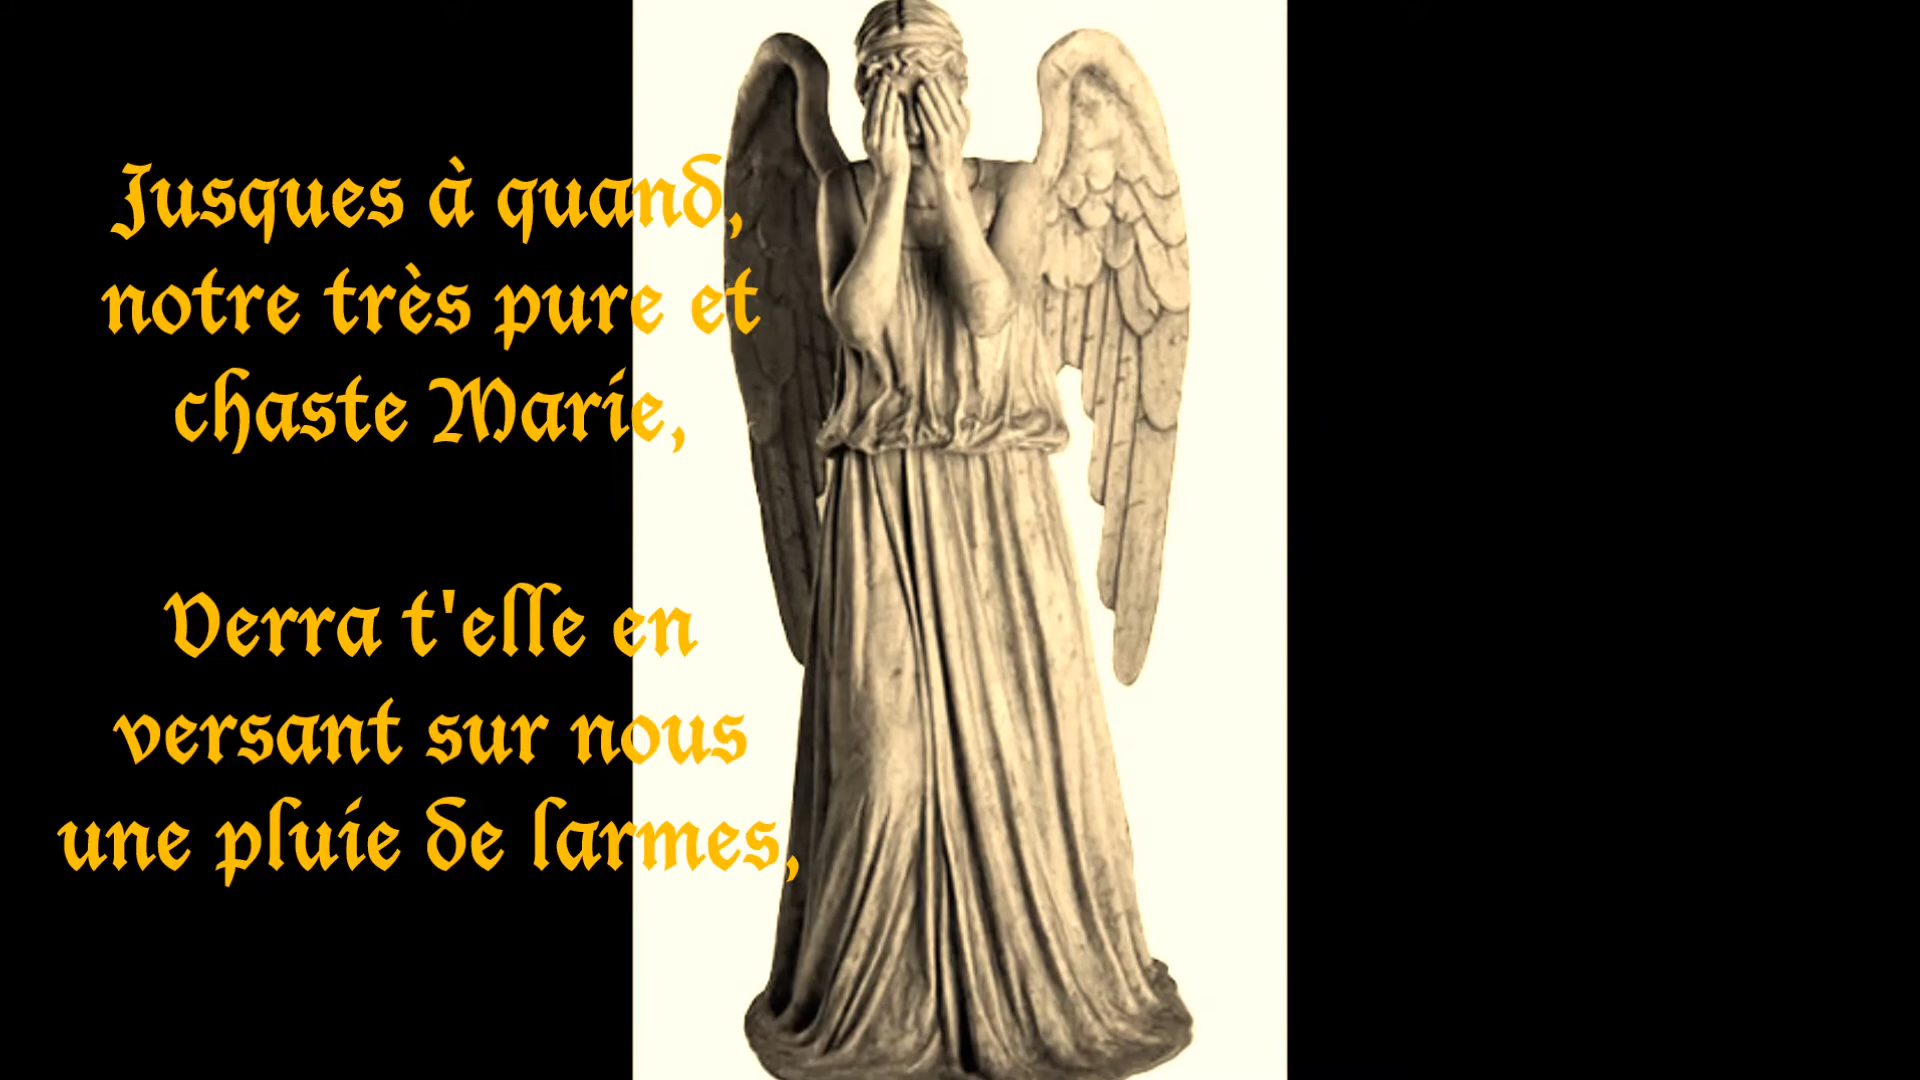 Jusques à quand,
notre très pure et
chaste Marie,
Verra t'elle en
versant sur nous
une pluie de larmes,